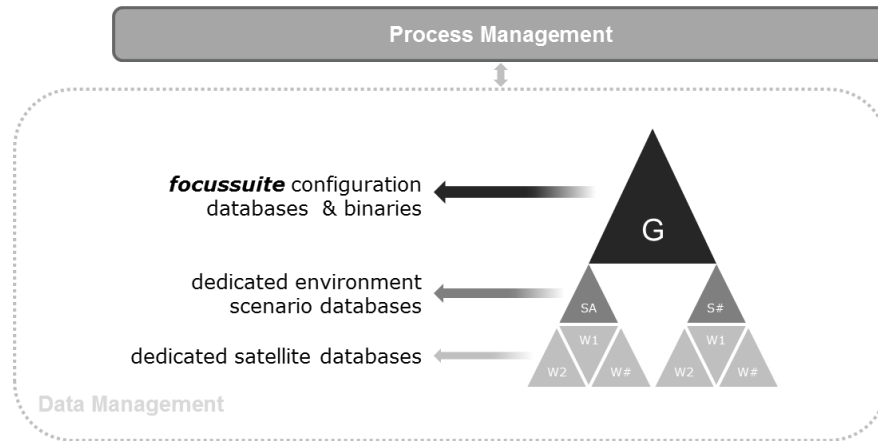 Process Management
focussuite configuration
databases & binaries
G
dedicated environment
scenario databases
SA
S#
dedicated satellite databases
W1
W1
W2
W#
W2
W#
Data Management